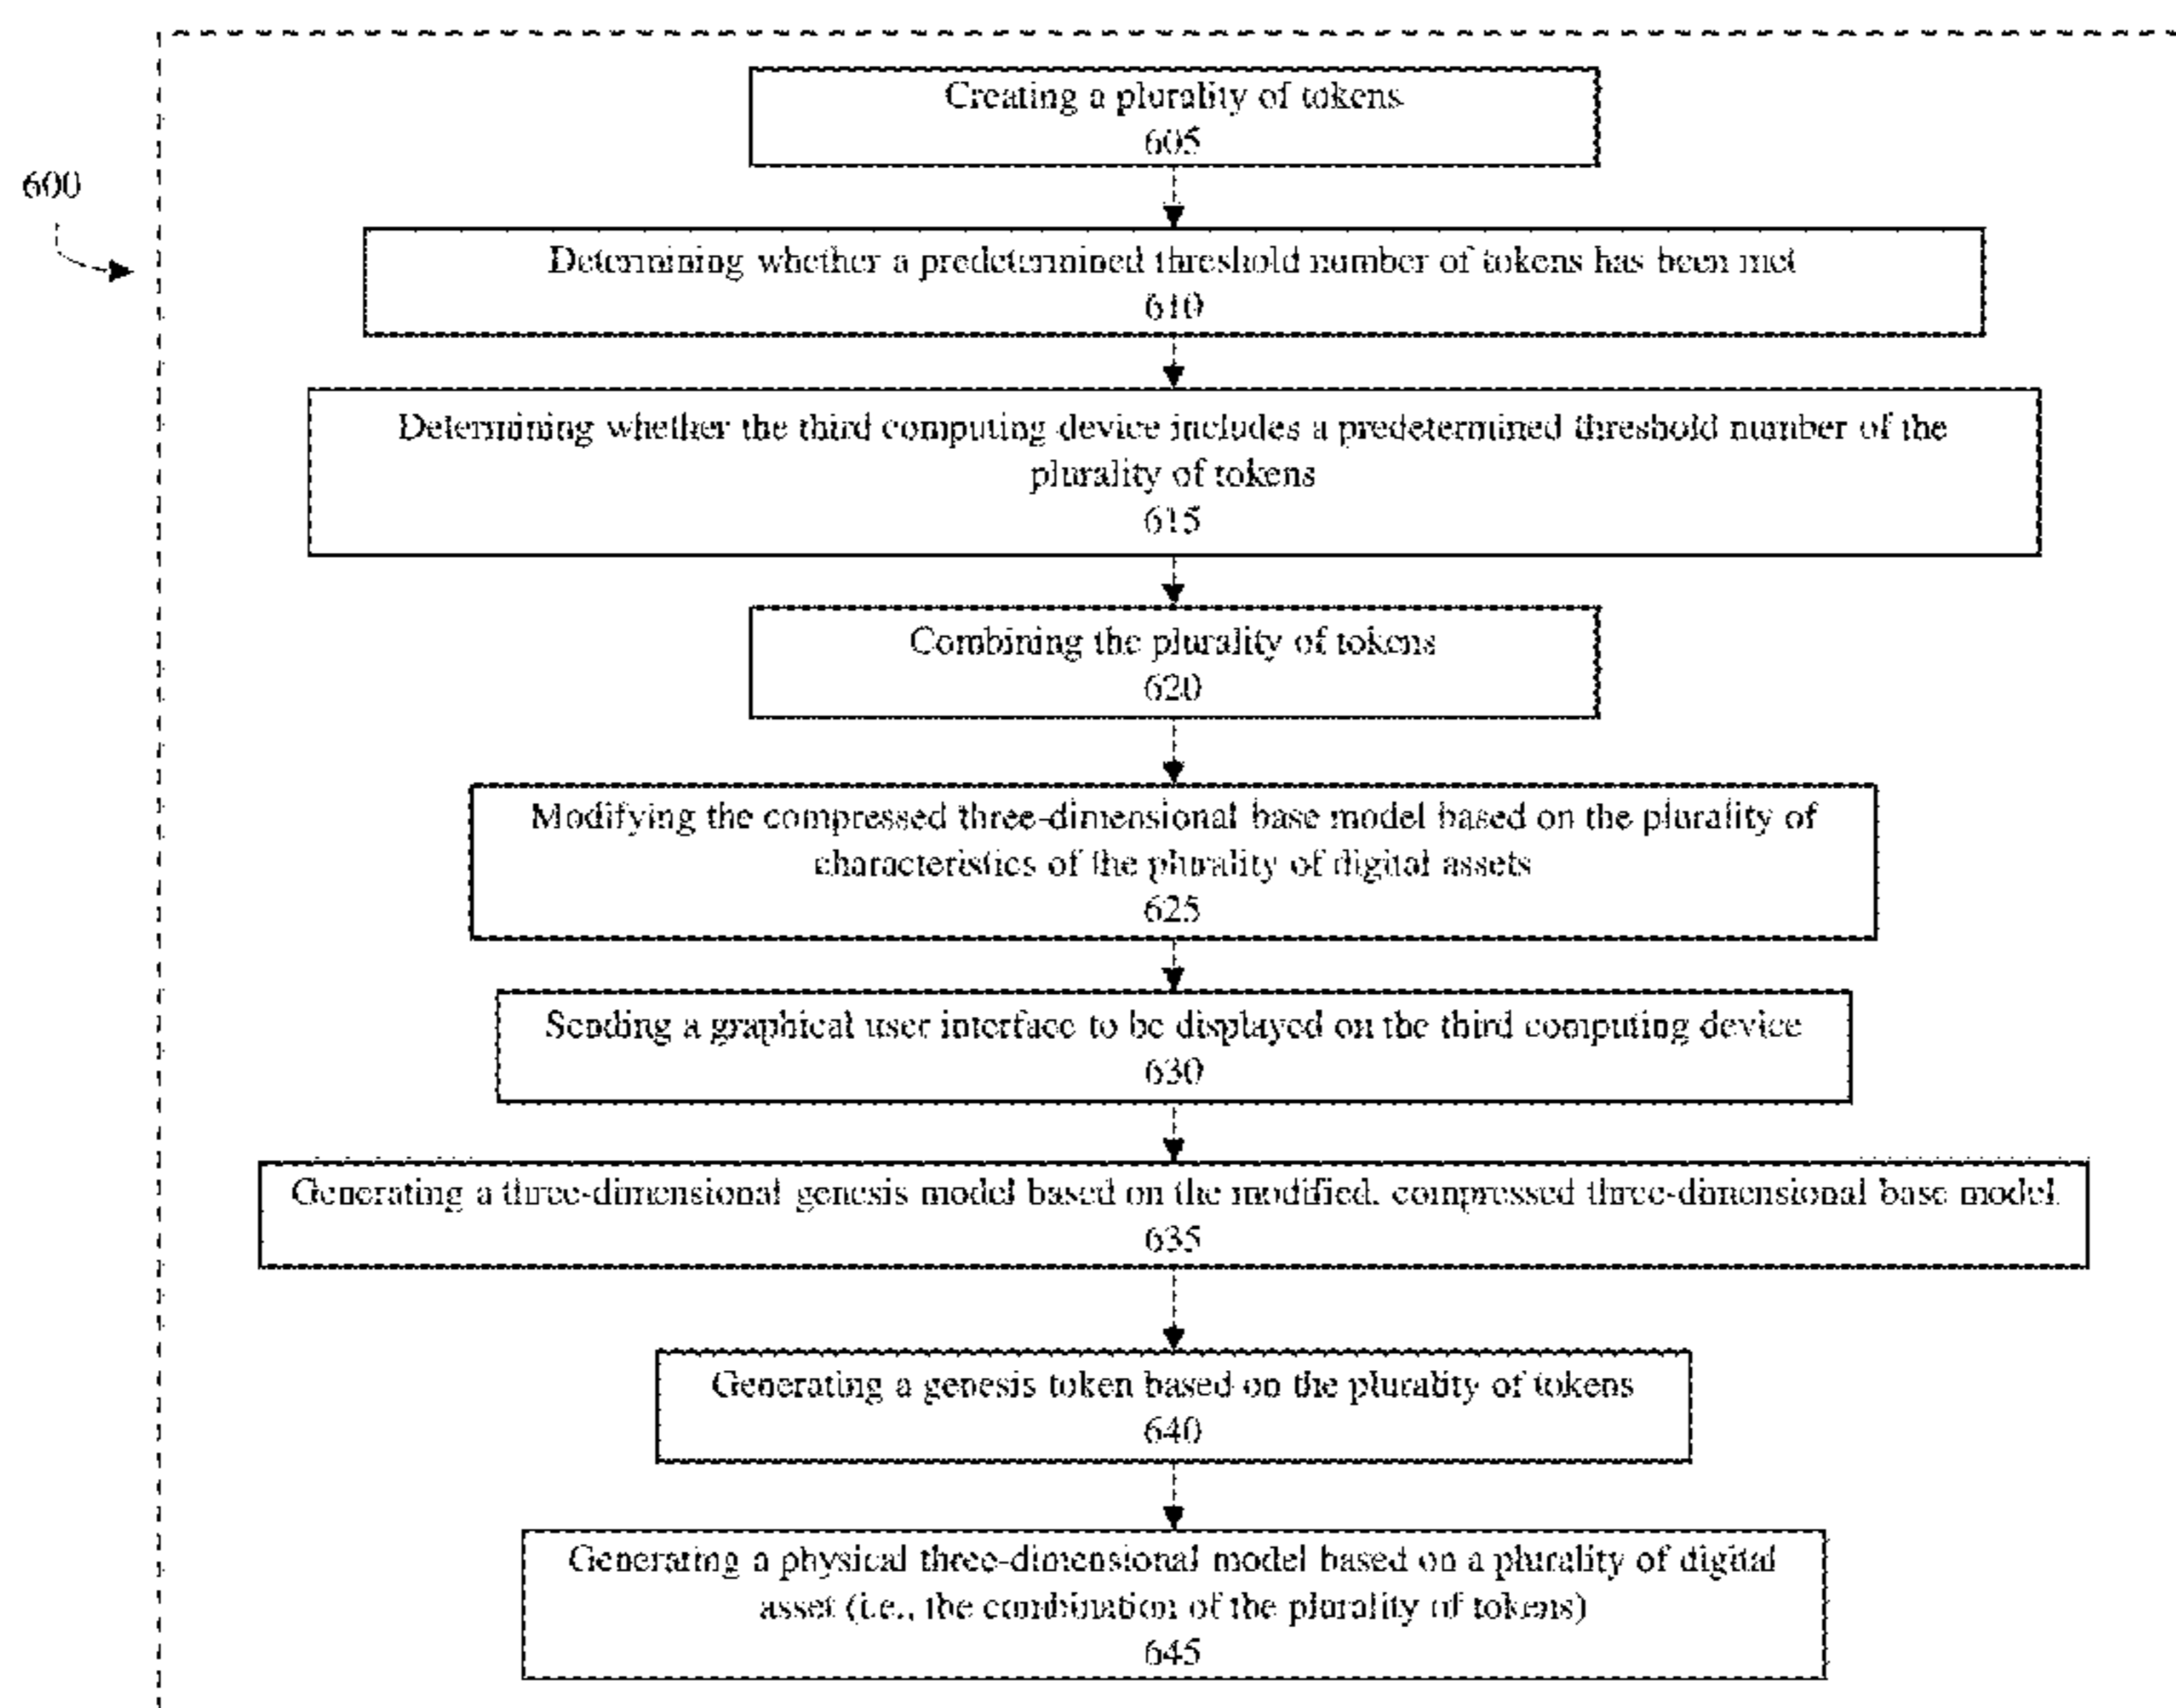 Creating a plurality of tokens
605
600
Determining whether a predetermined threshold number of tokens has been met
610
Determining whether the third computing device includes a predetermined threshold number of the
plurality of tokens
615
Combining the plurality of tokens
620
Modifying the compressed three-dimensional base model based on the plurality of
characteristics of the plurality of digital assets
625
Sending a graphical user interface to be displayed on the third computing device
630
Generating a three-dimensional genesis model based on the modified, compressed three-dimensional base model.
635
Generating a genesis token based on the plurality of tokens
640
Generating a physical three-dimensional model based on a plurality of digital
asset (i.e., the combination of the plurality of tokens)
645